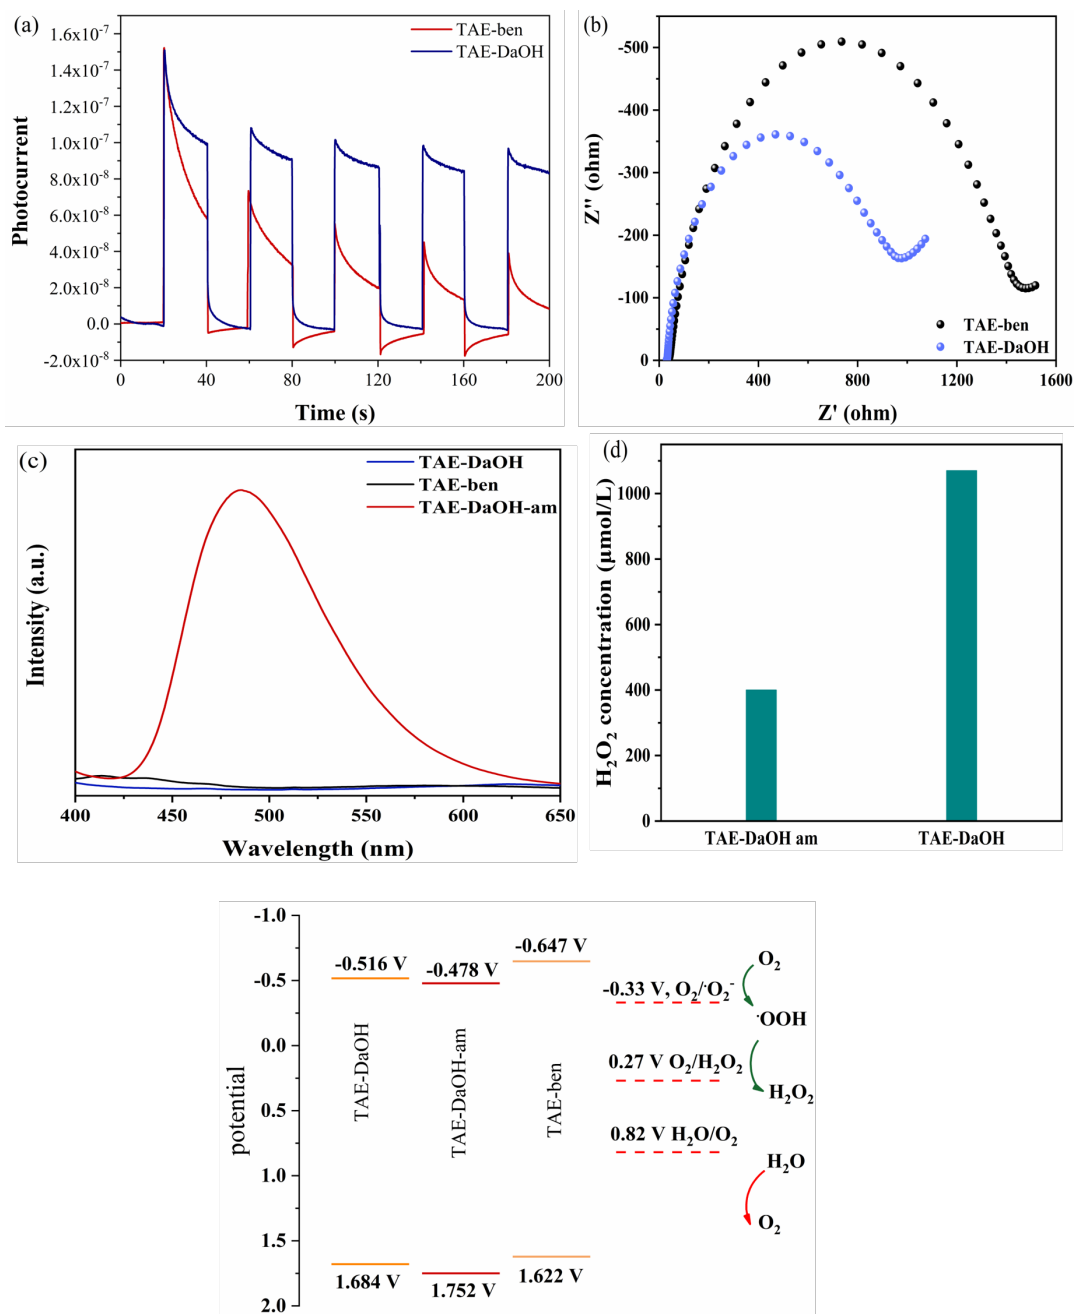 (a)
TAE-ben
TAE-DaOH
1.6x10⁻⁷
1.4x10⁻⁷
1.2x10⁻⁷
1.0x10⁻⁷
8.0x10⁻⁸
6.0x10⁻⁸
4.0x10⁻⁸
2.0x10⁻⁸
0.0
-2.0x10⁻⁸
Photocurrent
0 40 80 120 160 200
Time (s)
(b)
-500
-400
-300
-200
-100
0
Z'' (ohm)
TAE-ben
TAE-DaOH
0 400 800 1200 1600
Z' (ohm)
(c)
TAE-DaOH
TAE-ben
TAE-DaOH-am
Intensity (a.u.)
400 450 500 550 600 650
Wavelength (nm)
(d)
1000
800
600
400
200
0
H₂O₂ concentration (μmol/L)
TAE-DaOH am TAE-DaOH
-1.0
-0.5
0.0
0.5
1.0
1.5
2.0
potential
-0.516 V
TAE-DaOH
1.684 V
-0.478 V
TAE-DaOH-am
1.752 V
-0.647 V
TAE-ben
1.622 V
-0.33 V, O₂/·O₂⁻
0.27 V O₂/H₂O₂
0.82 V H₂O/O₂
O₂
·OOH
H₂O₂
H₂O
O₂